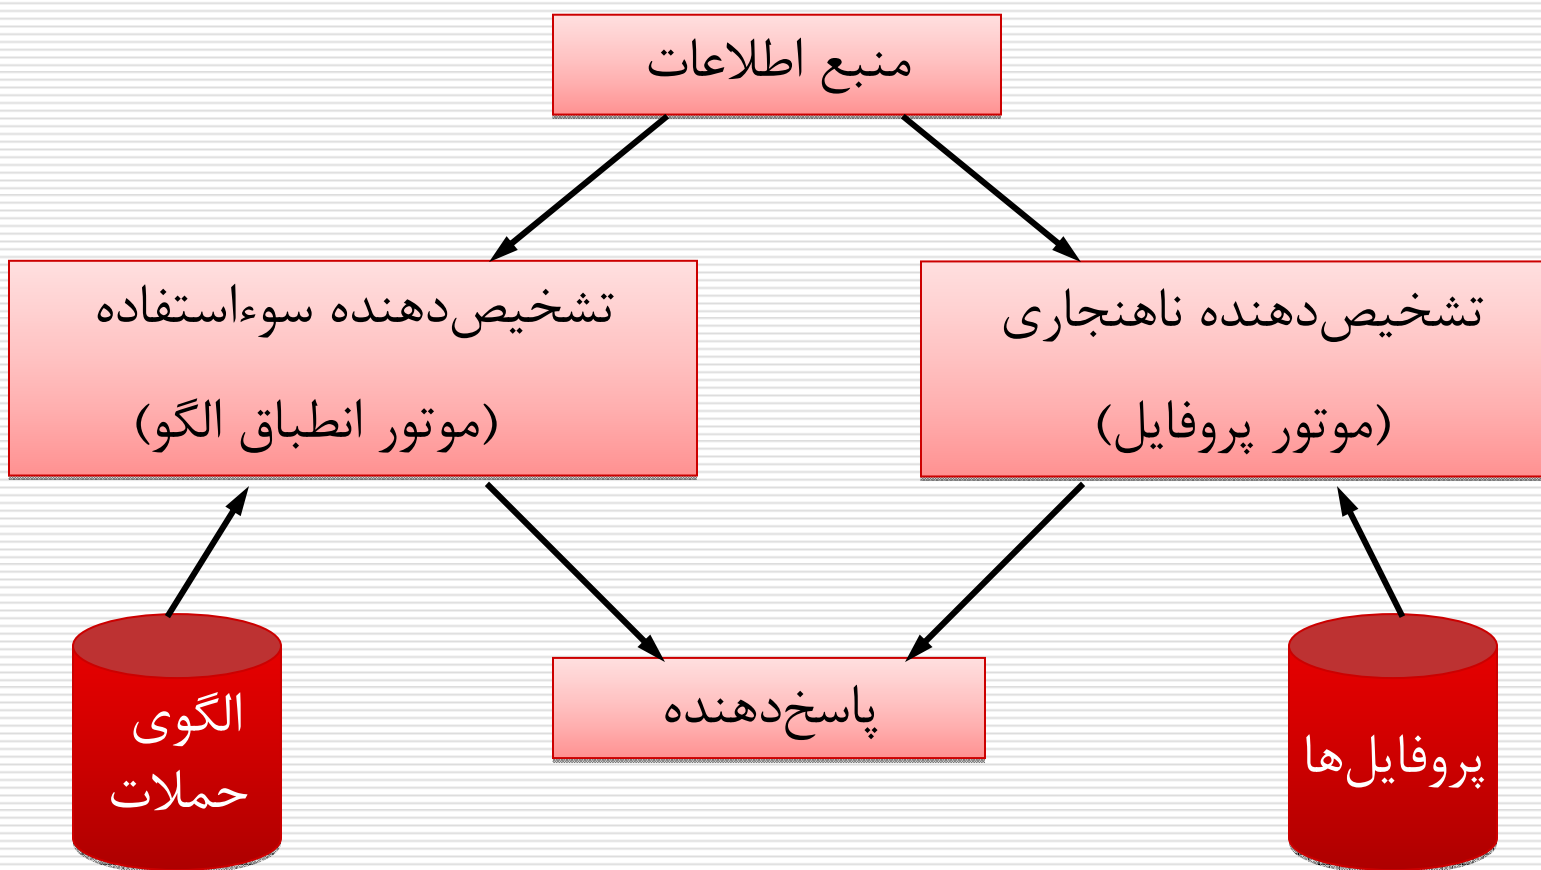 منبع اطلاعات
تشخیص‌دهنده ناهنجاری
(موتور پروفایل)
تشخیص‌دهنده سوءاستفاده
(موتور انطباق الگو)
پاسخ‌دهنده
پروفایل‌ها
الگوی
حملات